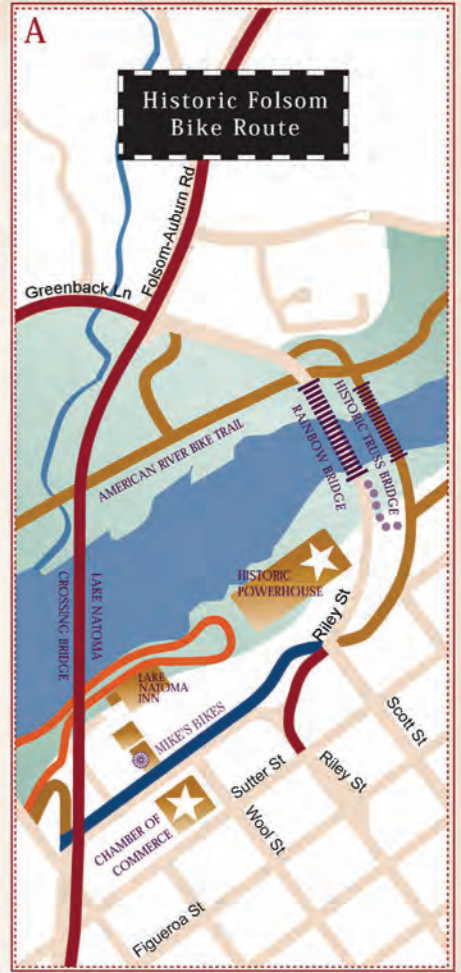 A
Historic Folsom
Bike Route
Folsom-Auburn Rd
Greenback Ln
HISTORIC TRUSS BRIDGE
RAINBOW BRIDGE
AMERICAN RIVER BIKE TRAIL
LAKE NATOMA
CROSSING BRIDGE
HISTORIC
POWERHOUSE
Riley St
LAKE
NATOMA
INN
MIKE'S BIKES
Scott St
Sutter St
Riley St
Wool St
CHAMBER OF
COMMERCE
Figueroa St